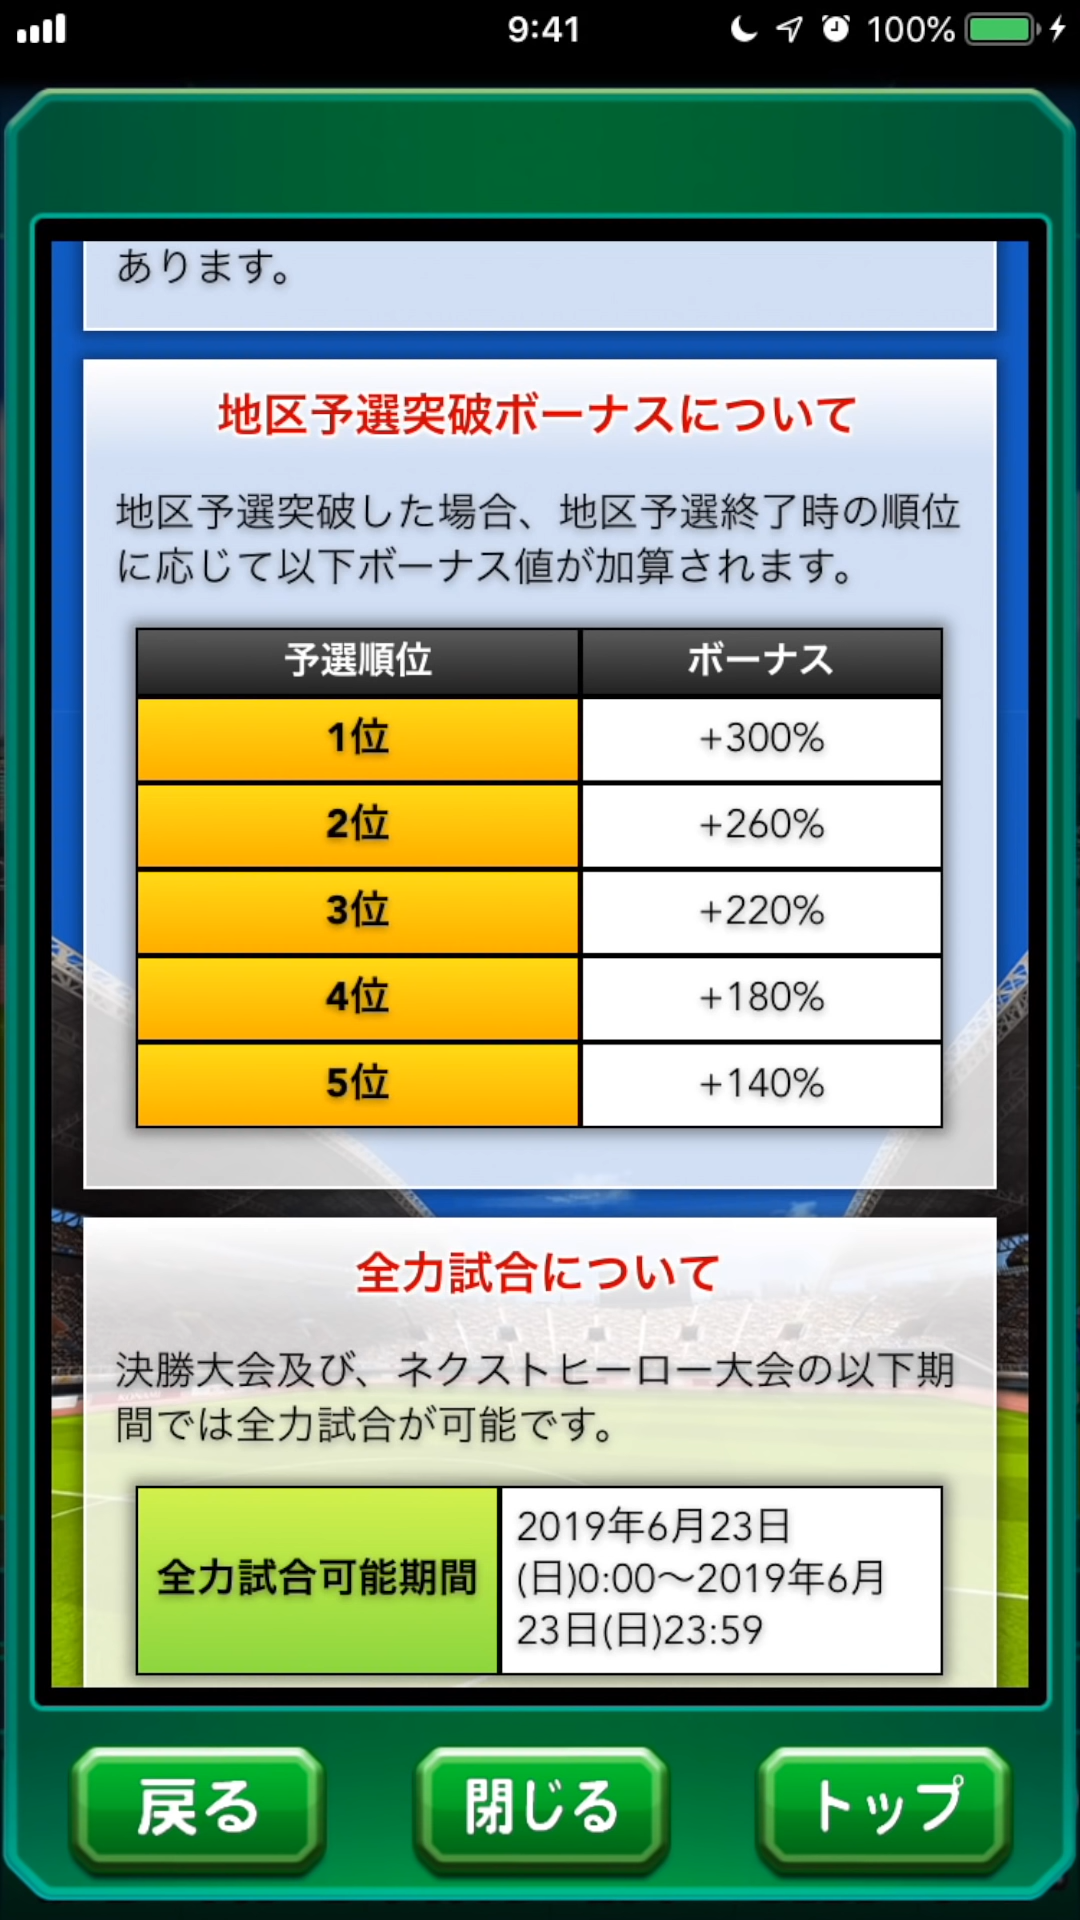 9:41
100%
あります。
地区予選突破ボーナスについて
地区予選突破した場合、地区予選終了時の順位
に応じて以下ボーナス値が加算されます。
予選順位 ボーナス
1位 +300%
2位 +260%
3位 +220%
4位 +180%
5位 +140%
全力試合について
決勝大会及び、ネクストヒーロー大会の以下期
間では全力試合が可能です。
全力試合可能期間
2019年6月23日
(日)0:00〜2019年6月
23日(日)23:59
戻る 閉じる トップ